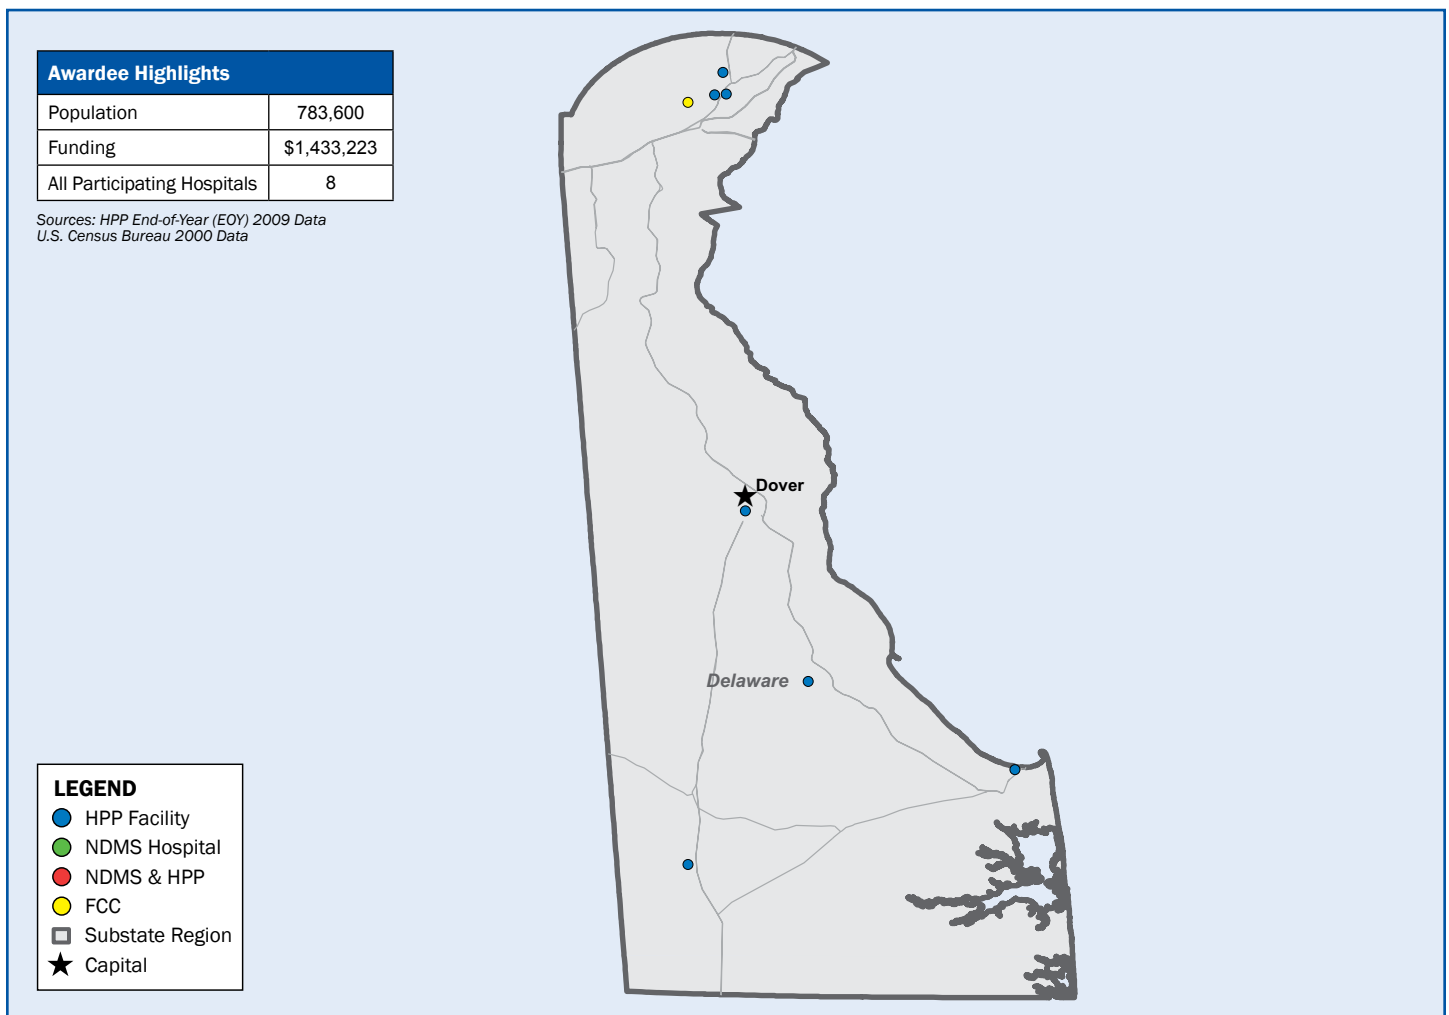 Awardee Highlights
Population 783,600
Funding $1,433,223
All Participating Hospitals 8
Sources: HPP End-of-Year (EOY) 2009 Data
U.S. Census Bureau 2000 Data
Dover
Delaware
LEGEND
HPP Facility
NDMS Hospital
NDMS & HPP
FCC
Substate Region
Capital